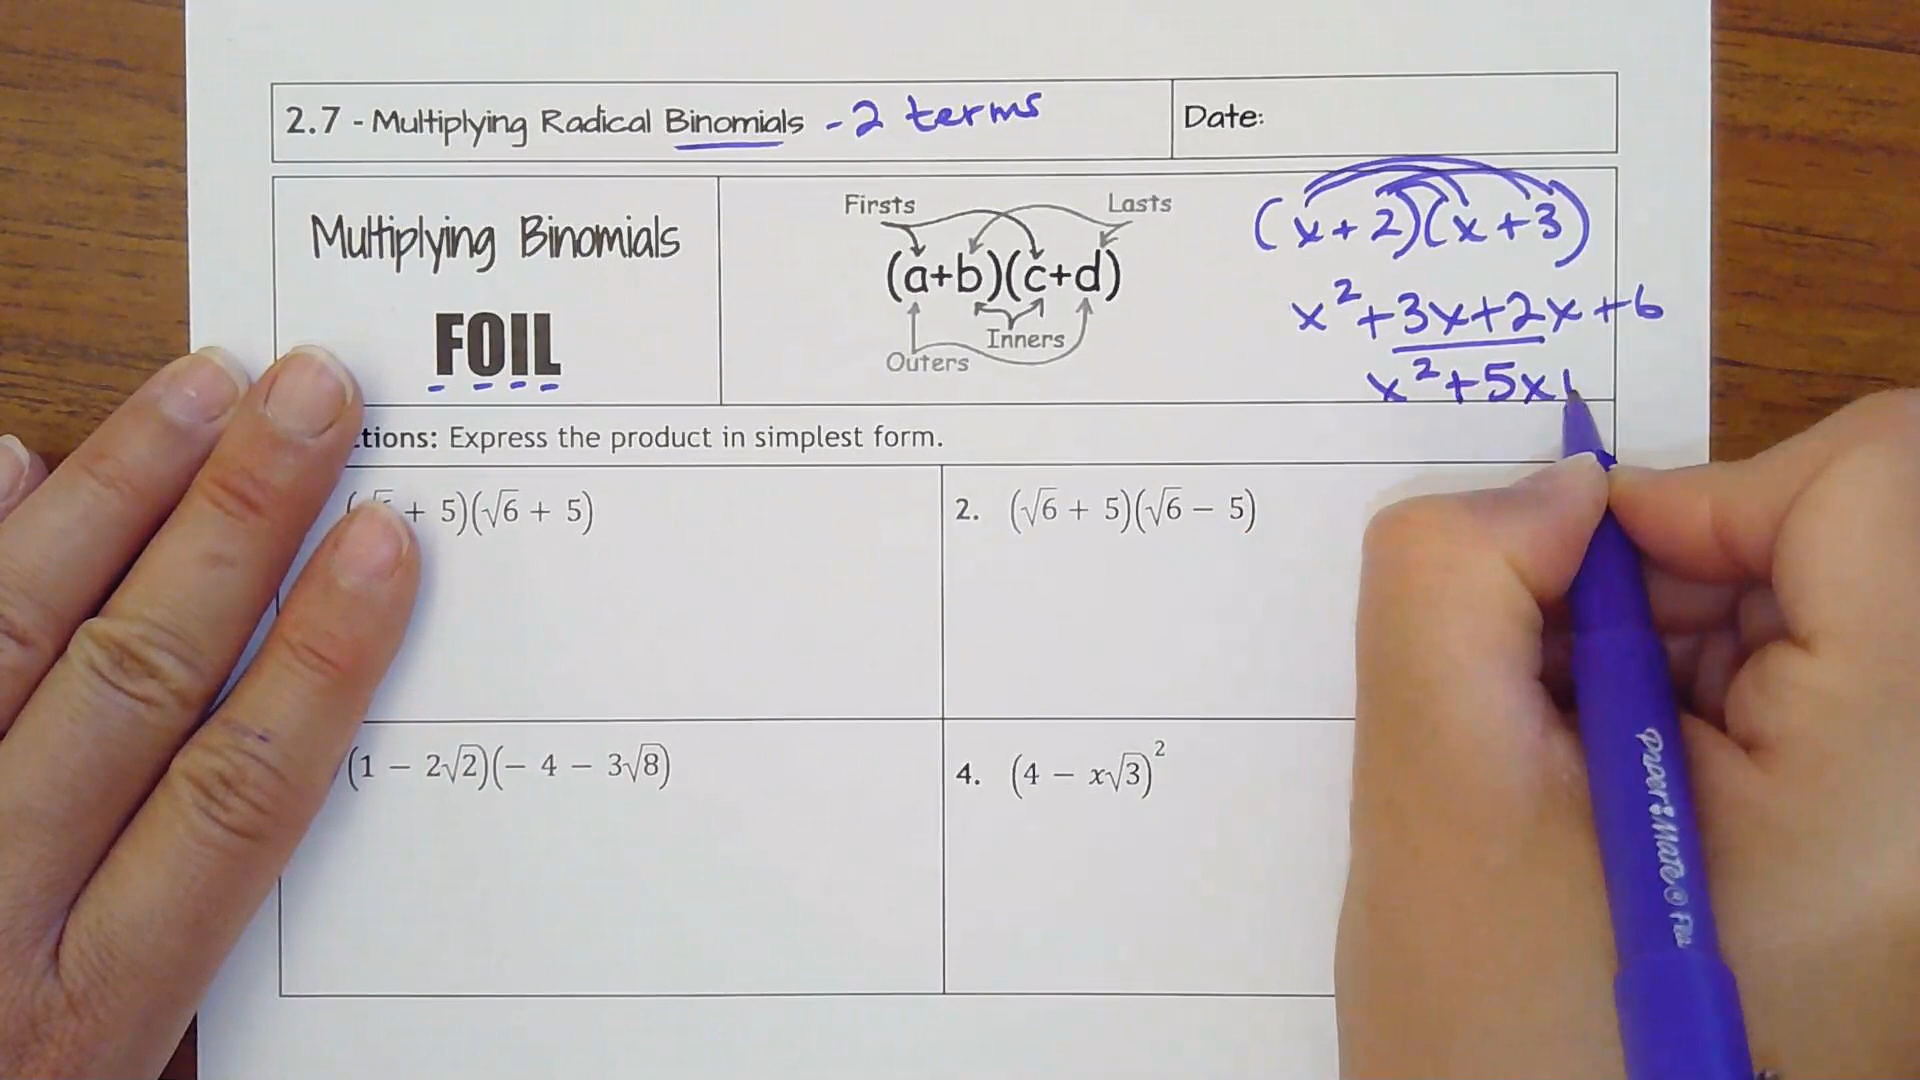 2.7 - Multiplying Radical Binomials - 2 terms
Date:
Multiplying Binomials
FOIL
Firsts
Lasts
(a+b)(c+d)
Inners
Outers
(x+2)(x+3)
x²+3x+2x+6
x²+5x
tions: Express the product in simplest form.
+ 5)(√6 + 5)
2. (√6 + 5)(√6 − 5)
(1 − 2√2)(− 4 − 3√8)
4. (4 − x√3)²
Paper Mate